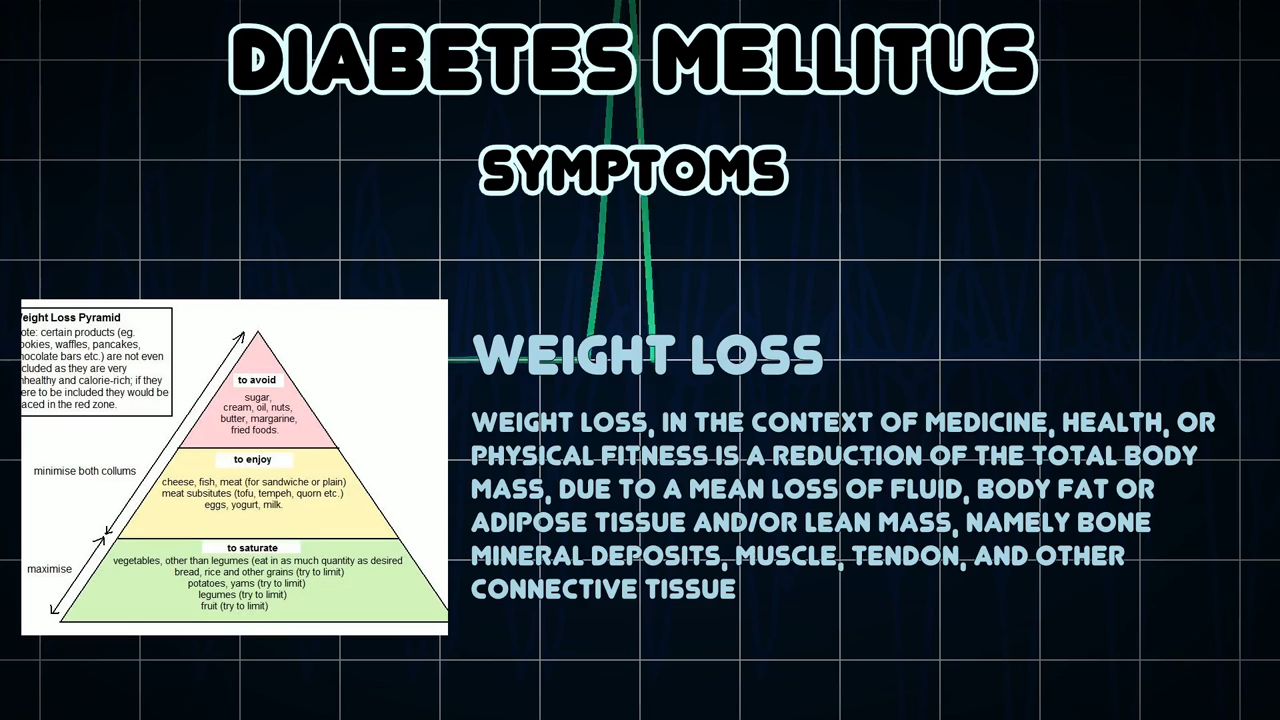 DIABETES MELLITUS
SYMPTOMS
eight Loss Pyramid
ote: certain products (eg.
ookies, waffles, pancakes,
hocolate bars etc.) are not even
cluded as they are very
nhealthy and calorie-rich; if they
ere to be included they would be
aced in the red zone.
to avoid
sugar,
cream, oil, nuts,
butter, margarine,
fried foods.
to enjoy
minimise both collums
cheese, fish, meat (for sandwiche or plain)
meat subsitutes (tofu, tempeh, quorn etc.)
eggs, yogurt, milk.
to saturate
maximise
vegetables, other than legumes (eat in as much quantity as desired
bread, rice and other grains (try to limit)
potatoes, yams (try to limit)
legumes (try to limit)
fruit (try to limit)
WEIGHT LOSS
WEIGHT LOSS, IN THE CONTEXT OF MEDICINE, HEALTH, OR
PHYSICAL FITNESS IS A REDUCTION OF THE TOTAL BODY
MASS, DUE TO A MEAN LOSS OF FLUID, BODY FAT OR
ADIPOSE TISSUE AND/OR LEAN MASS, NAMELY BONE
MINERAL DEPOSITS, MUSCLE, TENDON, AND OTHER
CONNECTIVE TISSUE